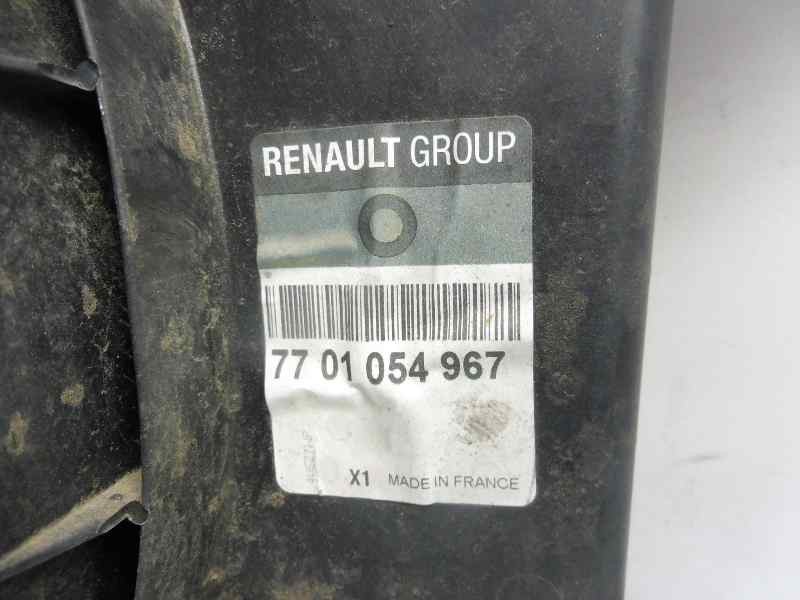 RENAULT GROUP
77 01 054 967
X1 MADE IN FRANCE